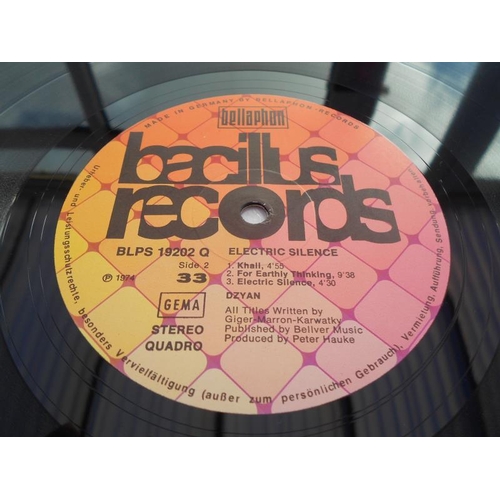 MADE IN GERMANY BY BELLAPHON RECORDS
bellaphon
bacillus
records
BLPS 19202 Q
Side 2
33
℗ 1974
GEMA
STEREO
QUADRO
ELECTRIC SILENCE
1. Khali, 4'55
2. For Earthly Thinking, 9'38
3. Electric Silence, 4'30
DZYAN
All Titles Written by
Giger-Marron-Karwatky
Published by Bellver Music
Produced by Peter Hauke
Urheber- und Leistungsschutzrechte, besonders Vervielfältigung (außer zum persönlichen Gebrauch), Vermietung, Aufführung, Sendung